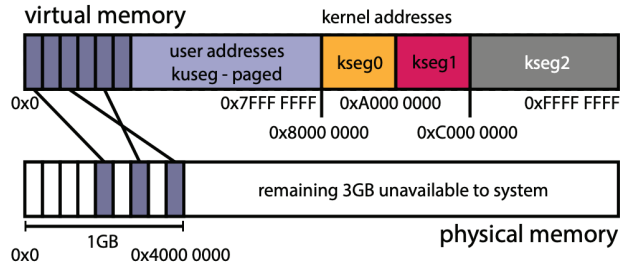 virtual memory
kernel addresses
user addresses
kuseg - paged
kseg0
kseg1
kseg2
0x0
0x7FFF FFFF
0xA000 0000
0xFFFF FFFF
0x8000 0000
0xC000 0000
remaining 3GB unavailable to system
1GB
physical memory
0x0
0x4000 0000